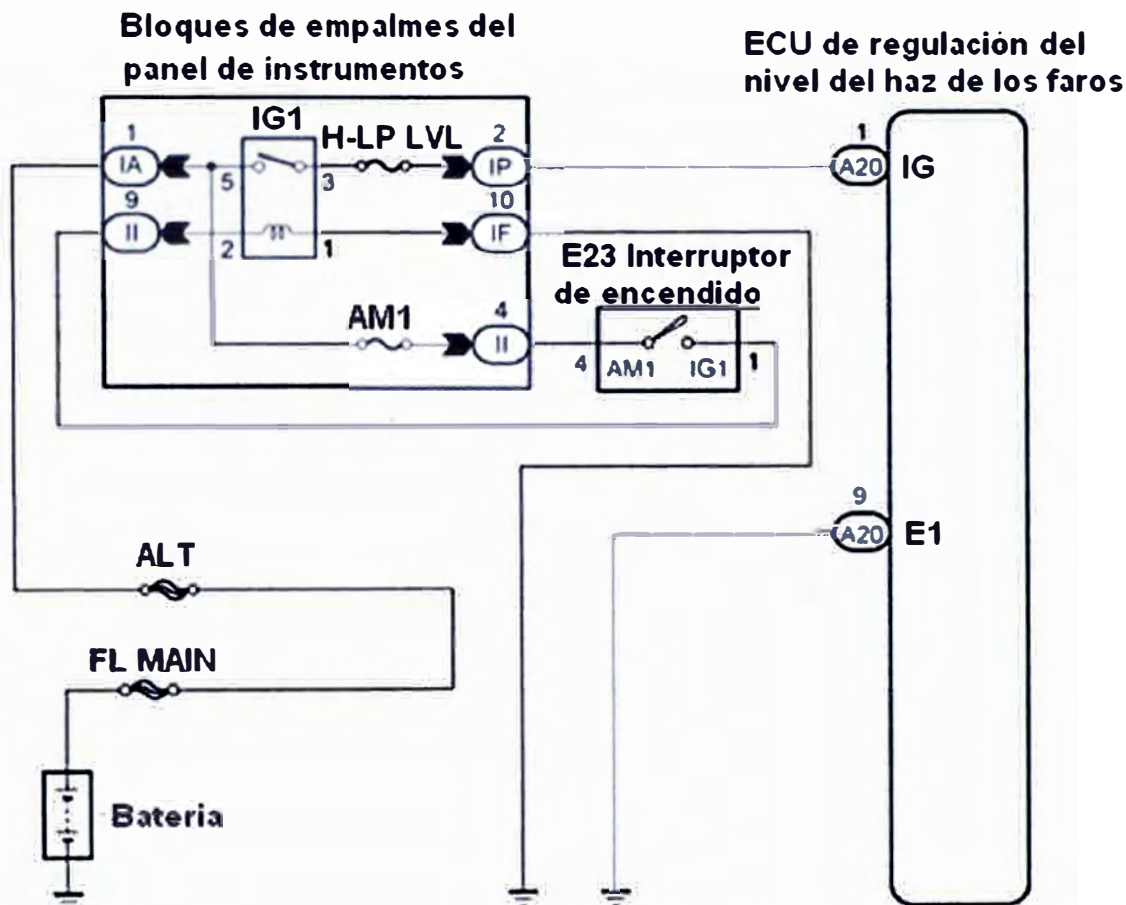 Bloques de empalmes del
panel de instrumentos
ECU de regulación del
nivel del haz de los faros
IG1
H-LP LVL
1
2
1
IA
5
3
IP
A20
IG
9
10
II
2
1
IF
E23 Interruptor
de encendido
AM1
4
II
4
AM1
IG1
1
9
A20
E1
ALT
FL MAIN
Bateria